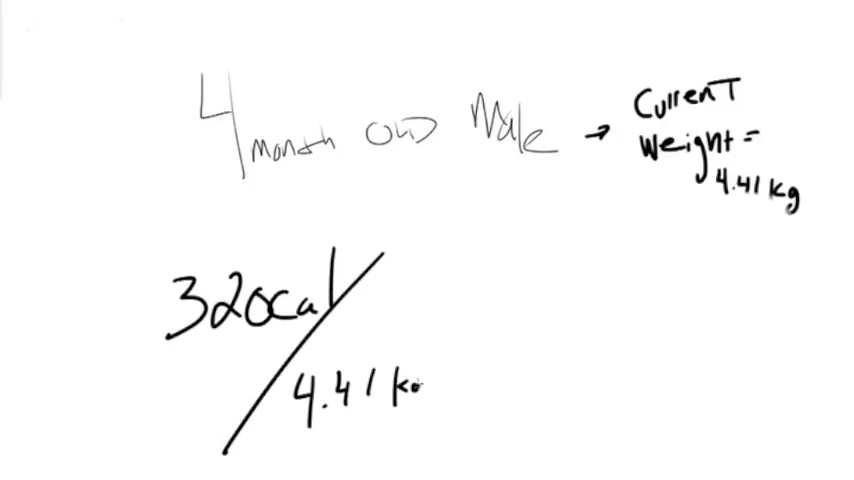 4 month OLD Male → CurrenT
Weight =
4.41 kg
320cal/
4.41 kg